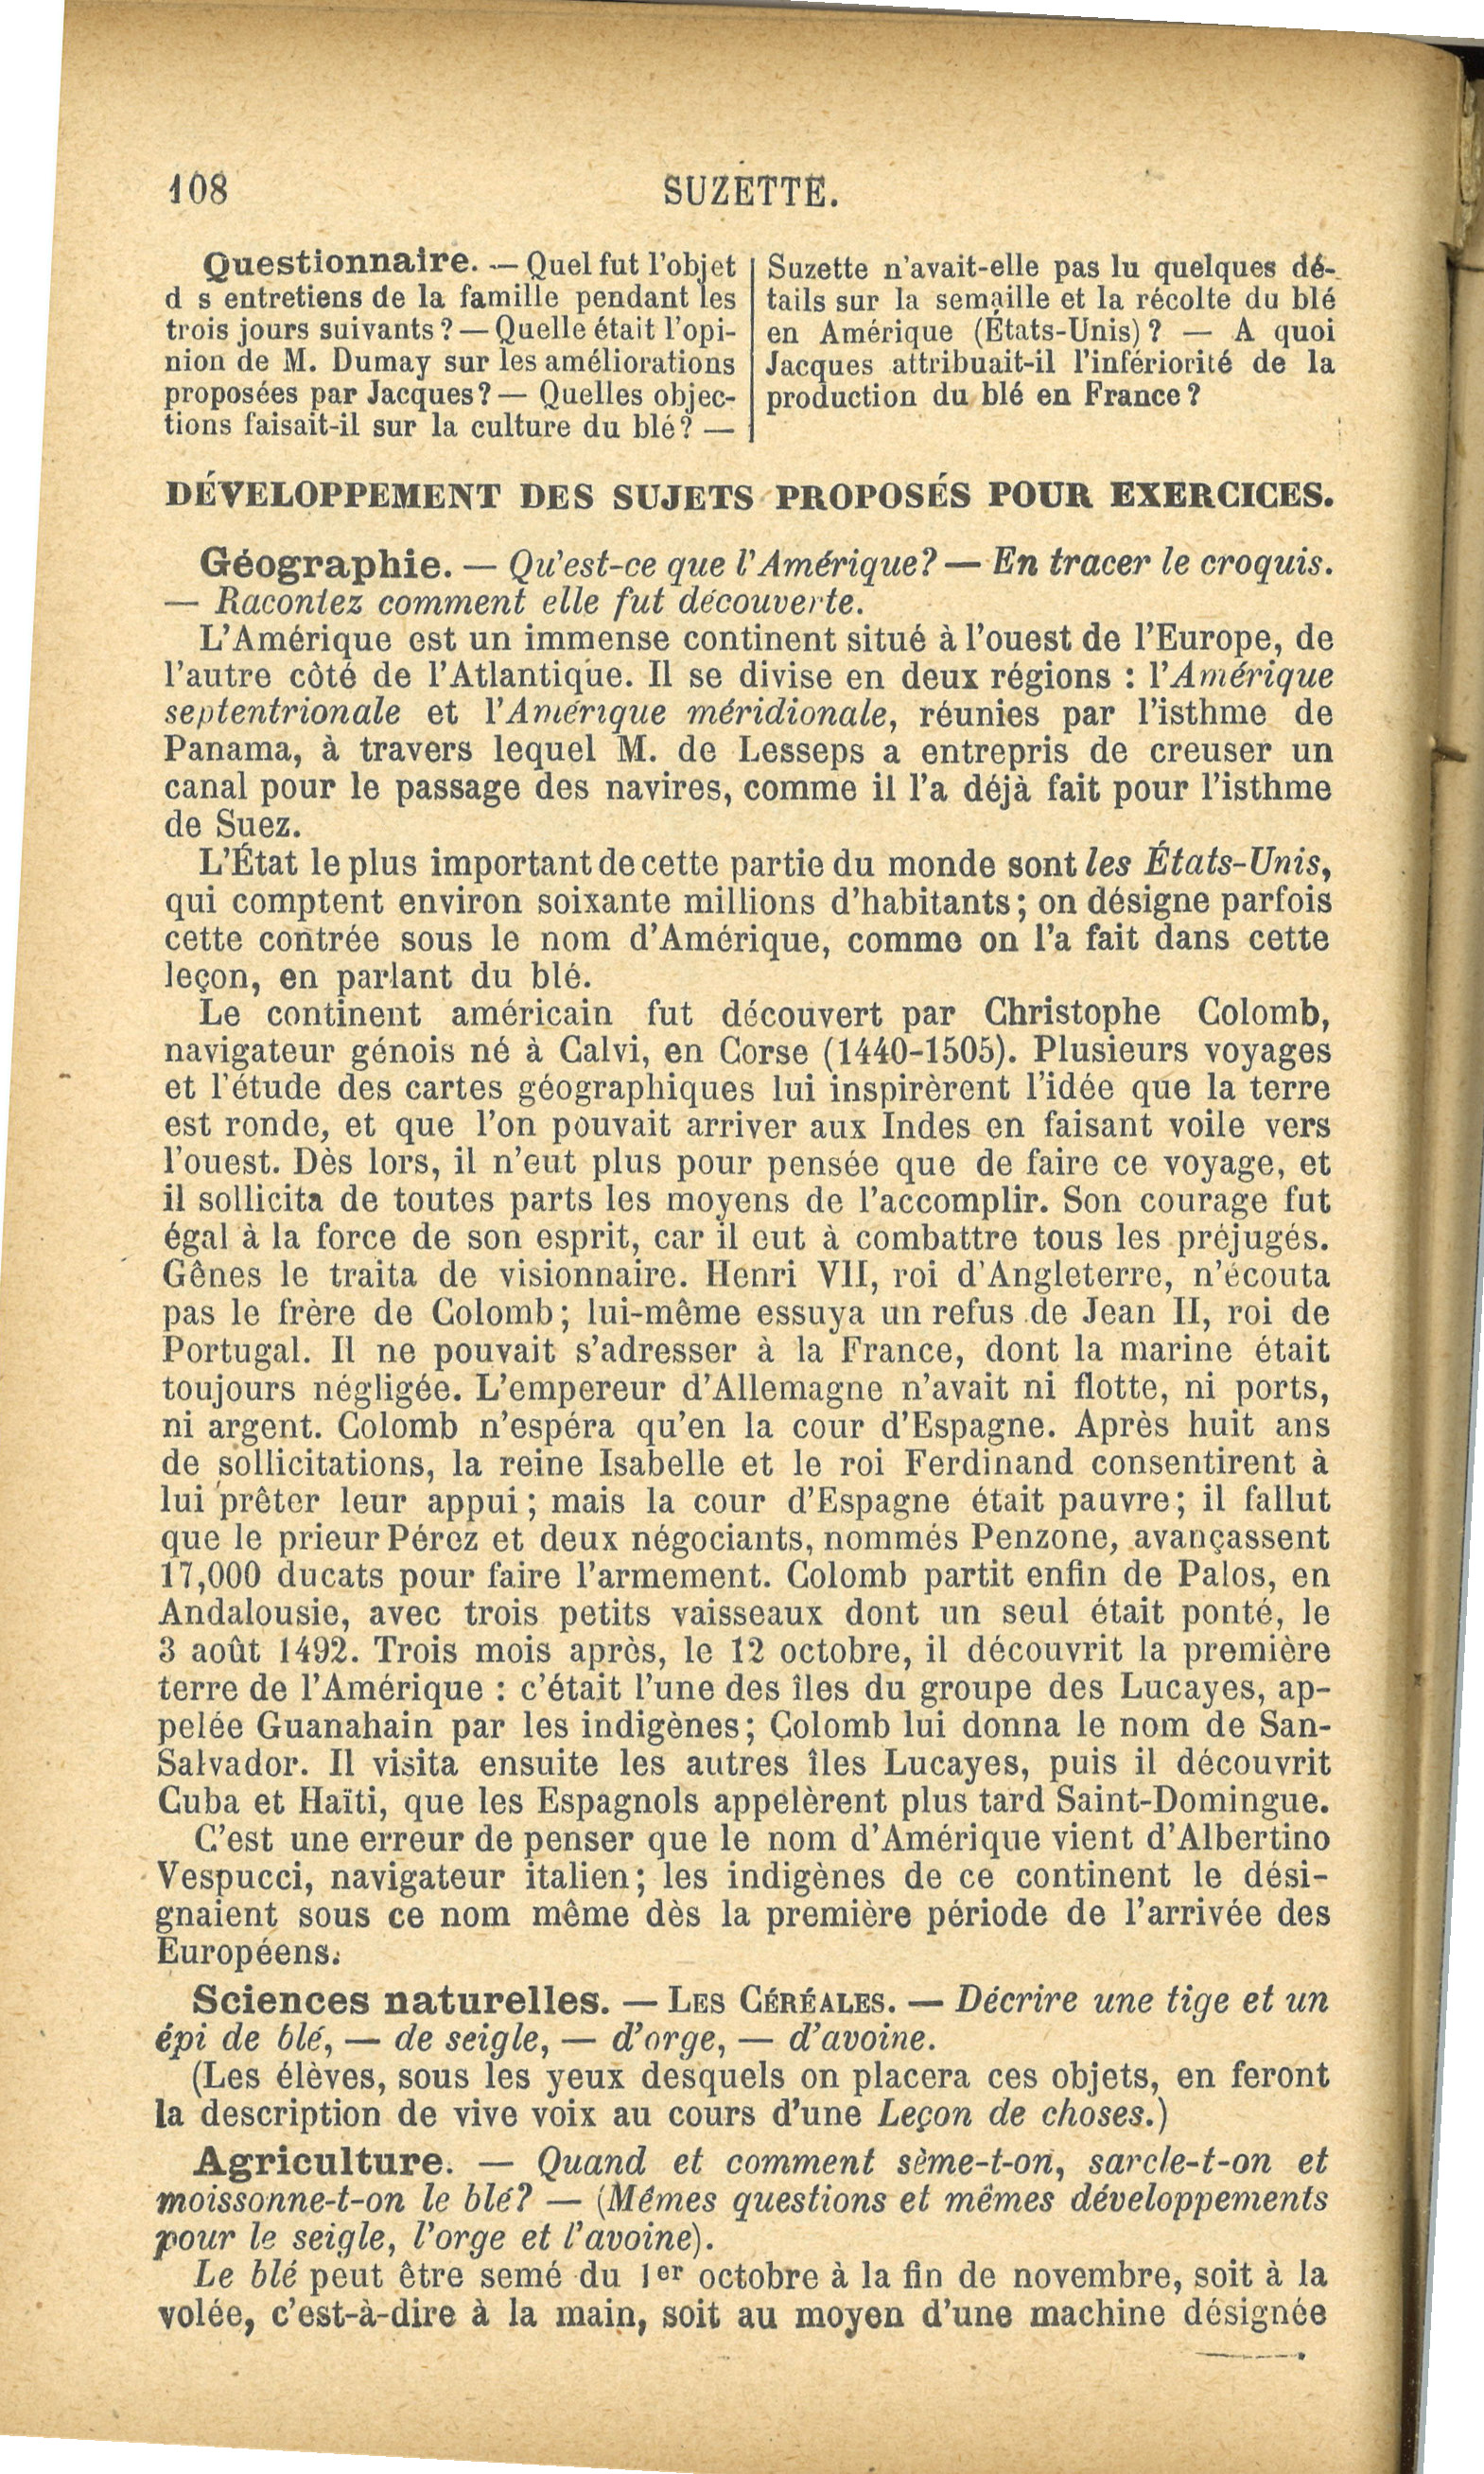 108
SUZETTE.
Questionnaire. — Quel fut l'objet
d s entretiens de la famille pendant les
trois jours suivants ? — Quelle était l'opi-
nion de M. Dumay sur les améliorations
proposées par Jacques? — Quelles objec-
tions faisait-il sur la culture du blé? —
Suzette n'avait-elle pas lu quelques dé-
tails sur la semaille et la récolte du blé
en Amérique (États-Unis) ? — A quoi
Jacques attribuait-il l'infériorité de la
production du blé en France?
DÉVELOPPEMENT DES SUJETS PROPOSÉS POUR EXERCICES.
Géographie. — Qu'est-ce que l'Amérique? — En tracer le croquis.
— Racontez comment elle fut découverte.
L'Amérique est un immense continent situé à l'ouest de l'Europe, de
l'autre côté de l'Atlantique. Il se divise en deux régions : l'Amérique
septentrionale et l'Amérique méridionale, réunies par l'isthme de
Panama, à travers lequel M. de Lesseps a entrepris de creuser un
canal pour le passage des navires, comme il l'a déjà fait pour l'isthme
de Suez.
L'État le plus important de cette partie du monde sont les États-Unis,
qui comptent environ soixante millions d'habitants; on désigne parfois
cette contrée sous le nom d'Amérique, comme on l'a fait dans cette
leçon, en parlant du blé.
Le continent américain fut découvert par Christophe Colomb,
navigateur génois né à Calvi, en Corse (1440-1505). Plusieurs voyages
et l'étude des cartes géographiques lui inspirèrent l'idée que la terre
est ronde, et que l'on pouvait arriver aux Indes en faisant voile vers
l'ouest. Dès lors, il n'eut plus pour pensée que de faire ce voyage, et
il sollicita de toutes parts les moyens de l'accomplir. Son courage fut
égal à la force de son esprit, car il eut à combattre tous les préjugés.
Gênes le traita de visionnaire. Henri VII, roi d'Angleterre, n'écouta
pas le frère de Colomb; lui-même essuya un refus de Jean II, roi de
Portugal. Il ne pouvait s'adresser à la France, dont la marine était
toujours négligée. L'empereur d'Allemagne n'avait ni flotte, ni ports,
ni argent. Colomb n'espéra qu'en la cour d'Espagne. Après huit ans
de sollicitations, la reine Isabelle et le roi Ferdinand consentirent à
lui prêter leur appui; mais la cour d'Espagne était pauvre; il fallut
que le prieur Pérez et deux négociants, nommés Penzone, avançassent
17,000 ducats pour faire l'armement. Colomb partit enfin de Palos, en
Andalousie, avec trois petits vaisseaux dont un seul était ponté, le
3 août 1492. Trois mois après, le 12 octobre, il découvrit la première
terre de l'Amérique : c'était l'une des îles du groupe des Lucayes, ap-
pelée Guanahain par les indigènes; Colomb lui donna le nom de San-
Salvador. Il visita ensuite les autres îles Lucayes, puis il découvrit
Cuba et Haïti, que les Espagnols appelèrent plus tard Saint-Domingue.
C'est une erreur de penser que le nom d'Amérique vient d'Albertino
Vespucci, navigateur italien; les indigènes de ce continent le dési-
gnaient sous ce nom même dès la première période de l'arrivée des
Européens.
Sciences naturelles. — LES CÉRÉALES. — Décrire une tige et un
épi de blé, — de seigle, — d'orge, — d'avoine.
(Les élèves, sous les yeux desquels on placera ces objets, en feront
la description de vive voix au cours d'une Leçon de choses.)
Agriculture. — Quand et comment sème-t-on, sarcle-t-on et
moissonne-t-on le blé? — (Mêmes questions et mêmes développements
pour le seigle, l'orge et l'avoine).
Le blé peut être semé du 1er octobre à la fin de novembre, soit à la
volée, c'est-à-dire à la main, soit au moyen d'une machine désignée